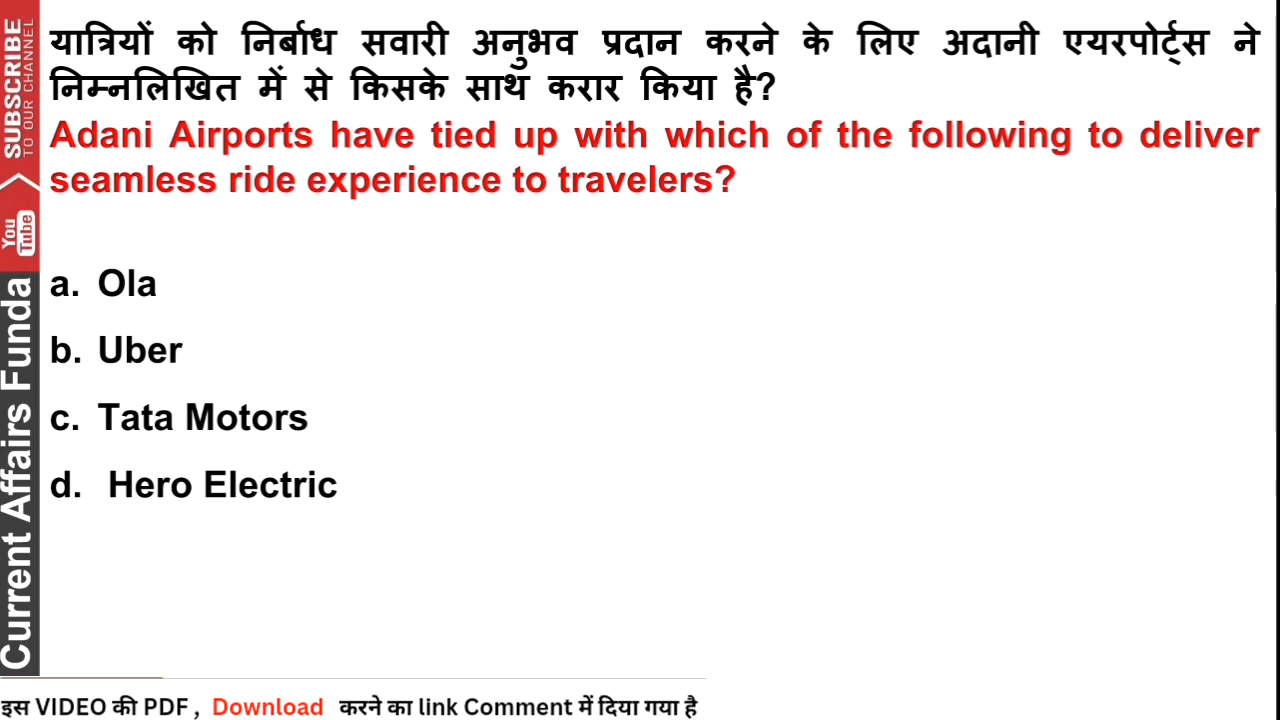 यात्रियों को निर्बाध सवारी अनुभव प्रदान करने के लिए अदानी एयरपोर्ट्स ने
निम्नलिखित में से किसके साथ करार किया है?
Adani Airports have tied up with which of the following to deliver
seamless ride experience to travelers?
a. Ola
b. Uber
c. Tata Motors
d. Hero Electric
SUBSCRIBE
TO OUR CHANNEL
You Tube
Current Affairs Funda
इस VIDEO की PDF , Download करने का link Comment में दिया गया है